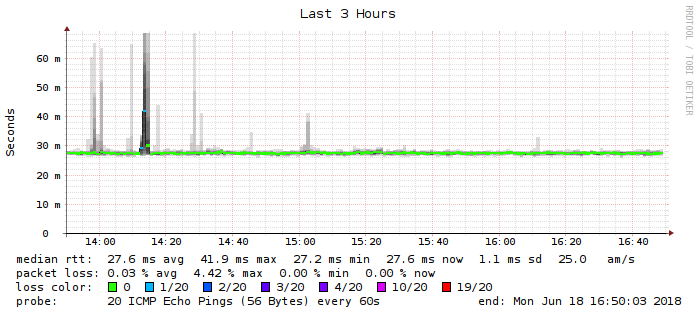 Last 3 Hours
RRDTOOL / TOBI OETIKER
Seconds
60 m
50 m
40 m
30 m
20 m
10 m
0
14:00 14:20 14:40 15:00 15:20 15:40 16:00 16:20 16:40
median rtt: 27.6 ms avg 41.9 ms max 27.2 ms min 27.6 ms now 1.1 ms sd 25.0 am/s
packet loss: 0.03 % avg 4.42 % max 0.00 % min 0.00 % now
loss color: 0 1/20 2/20 3/20 4/20 10/20 19/20
probe: 20 ICMP Echo Pings (56 Bytes) every 60s end: Mon Jun 18 16:50:03 2018